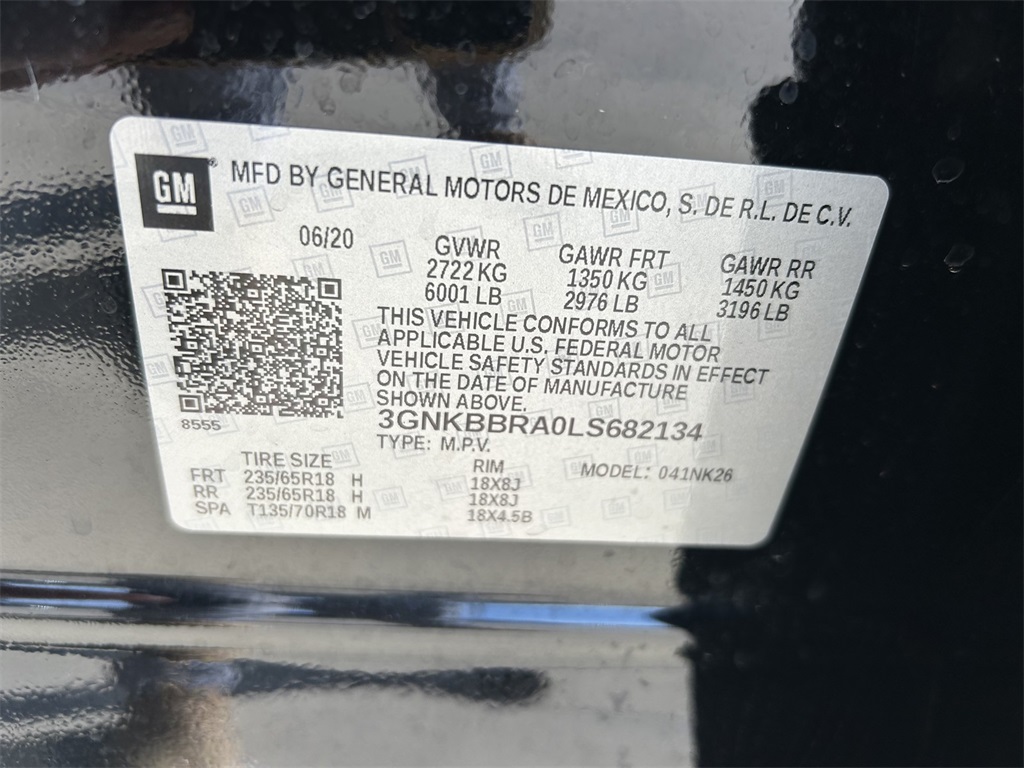 GM® MFD BY GENERAL MOTORS DE MEXICO, S. DE R.L. DE C.V.
06/20
GVWR GAWR FRT GAWR RR
2722 KG 1350 KG 1450 KG
6001 LB 2976 LB 3196 LB
THIS VEHICLE CONFORMS TO ALL
APPLICABLE U.S. FEDERAL MOTOR
VEHICLE SAFETY STANDARDS IN EFFECT
ON THE DATE OF MANUFACTURE
SHOWN ABOVE.
8555
3GNKBBRA0LS682134
TYPE: M.P.V.
TIRE SIZE RIM MODEL: 041NK26
FRT 235/65R18 H 18X8J
RR 235/65R18 H 18X8J
SPA T135/70R18 M 18X4.5B